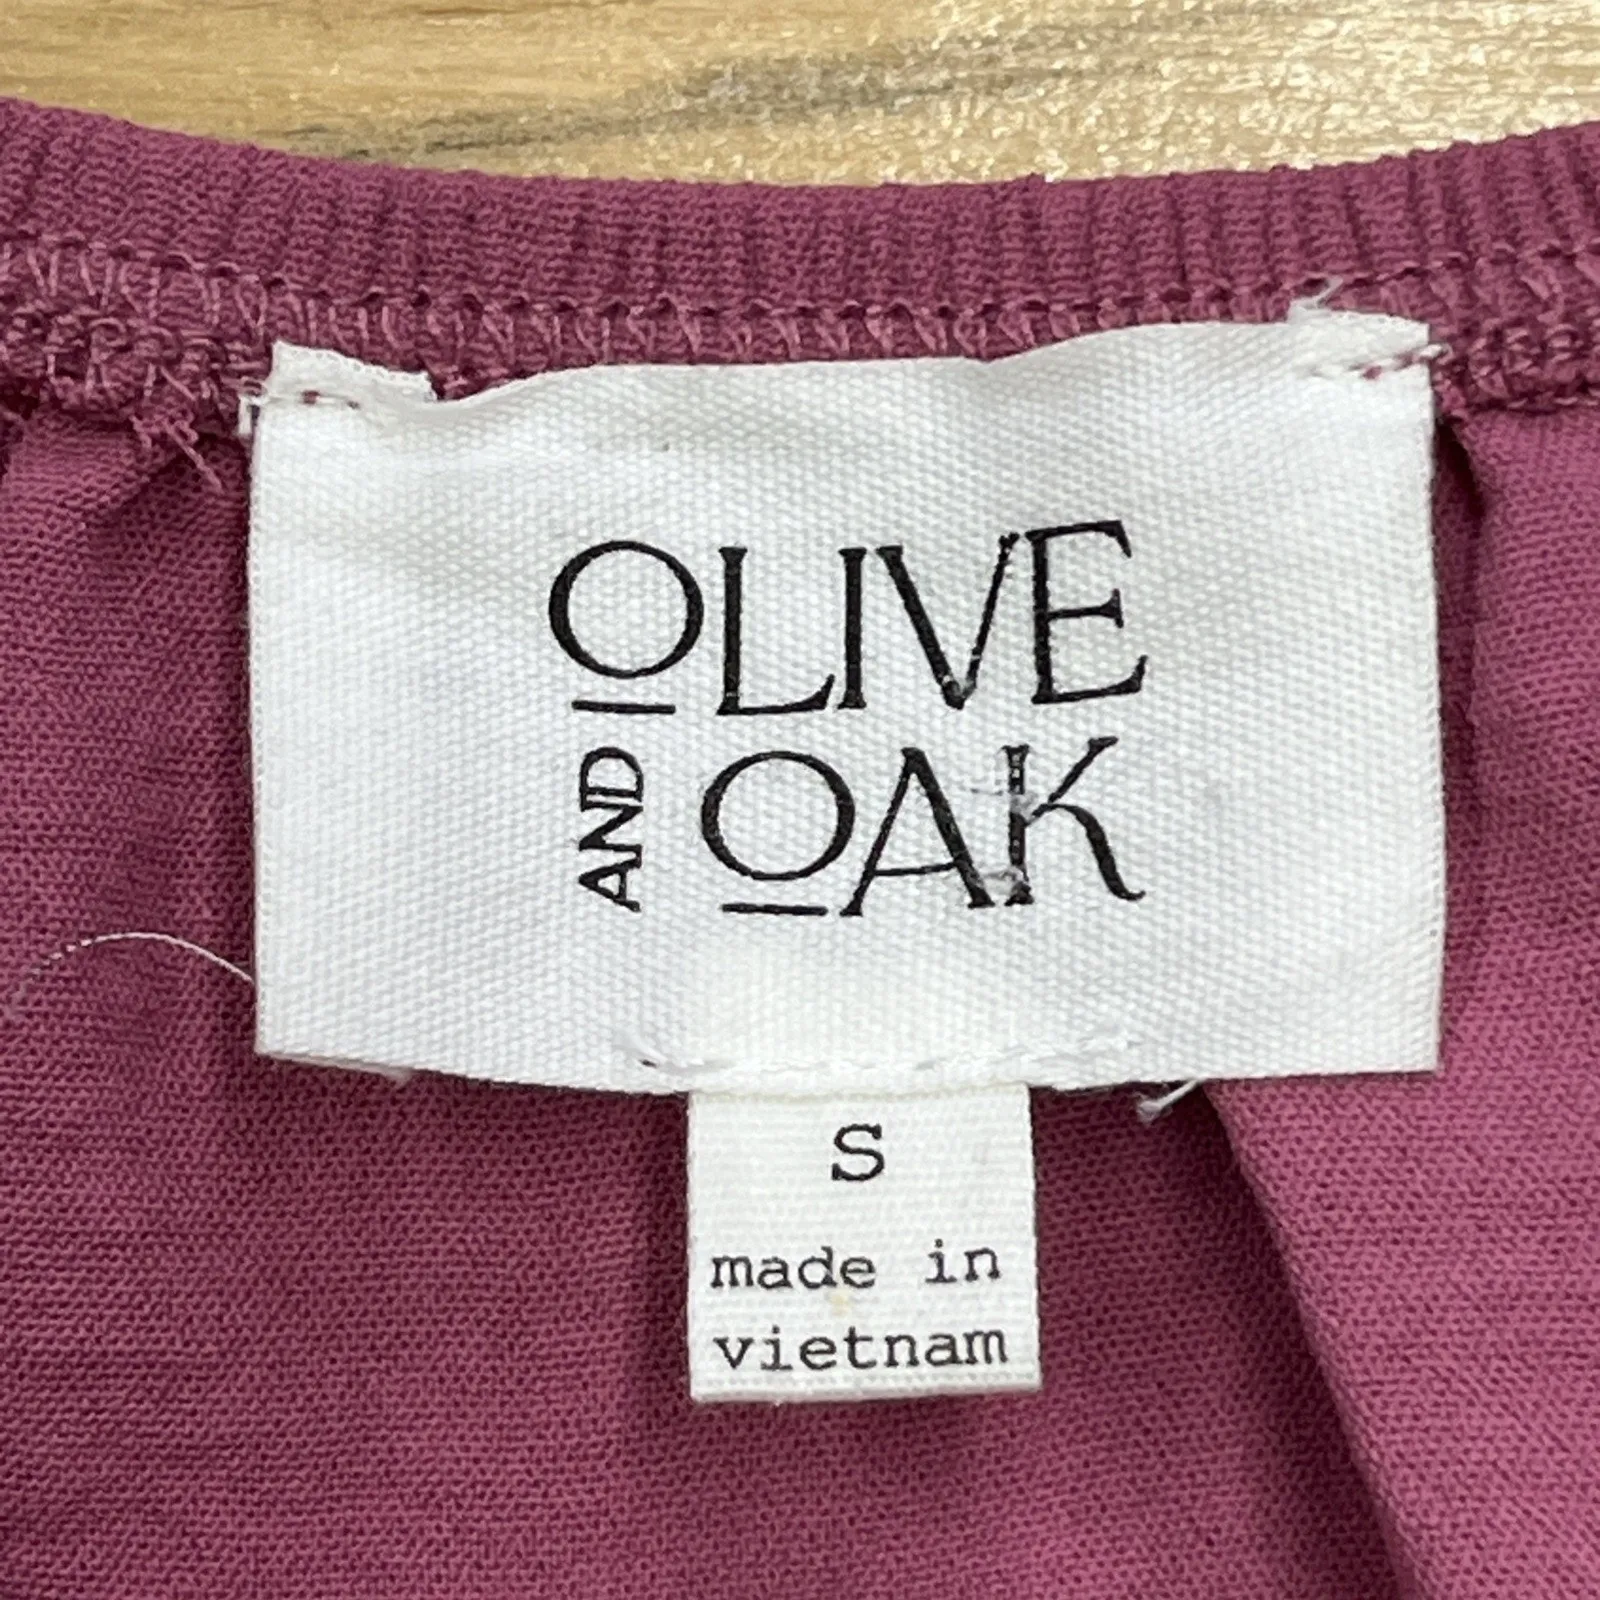 OLIVE
AND OAK
S
made in
vietnam